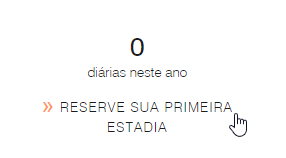 0
diárias neste ano
» RESERVE SUA PRIMEIRA
ESTADIA